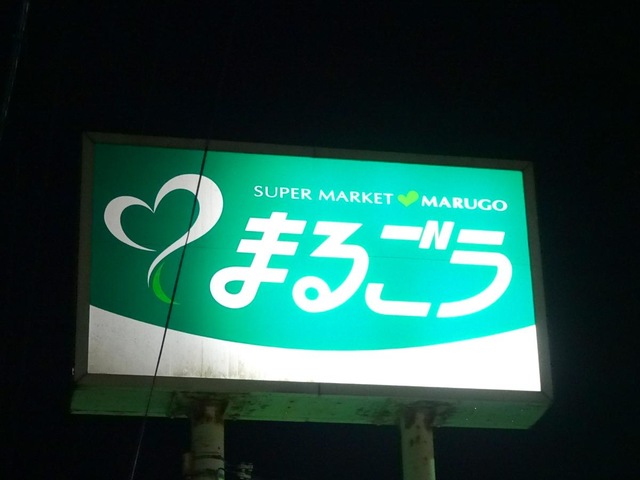 SUPER MARKET MARUGO
まるごう